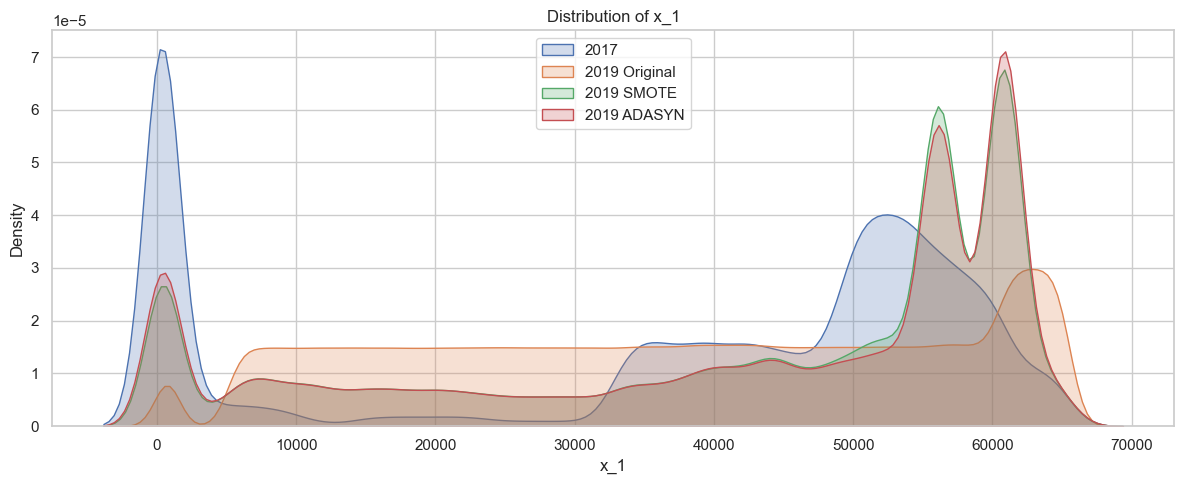 Distribution of x_1
1e−5
2017
2019 Original
2019 SMOTE
2019 ADASYN
7
6
5
4
3
2
1
0
Density
0
10000
20000
30000
40000
50000
60000
70000
x_1